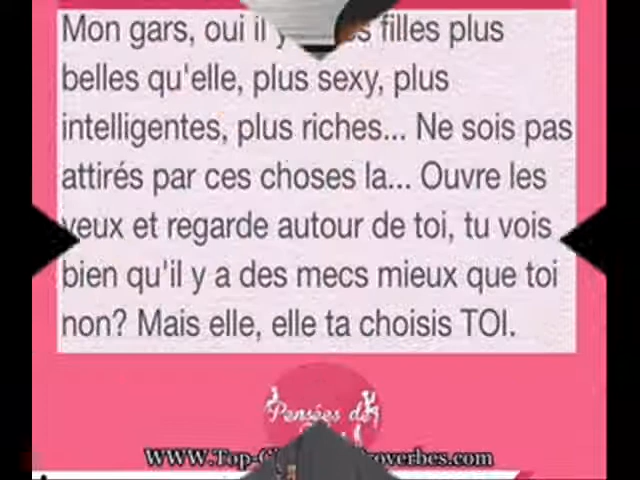 Mon gars, oui il filles plus
belles qu'elle, plus sexy, plus
intelligentes, plus riches... Ne sois pas
attirés par ces choses la... Ouvre les
yeux et regarde autour de toi, tu vois
bien qu'il y a des mecs mieux que toi
non? Mais elle, elle ta choisis TOI.
Pensées de